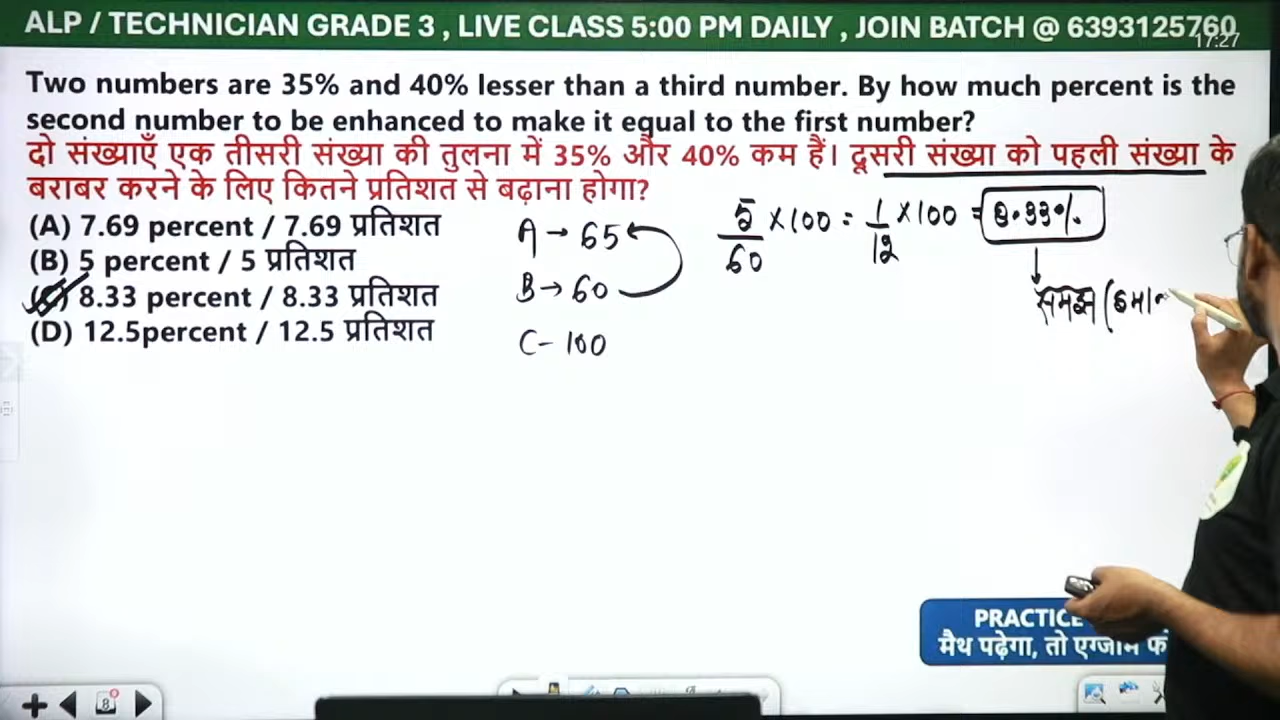 ALP / TECHNICIAN GRADE 3 , LIVE CLASS 5:00 PM DAILY , JOIN BATCH @ 6393125760
17:27
Two numbers are 35% and 40% lesser than a third number. By how much percent is the
second number to be enhanced to make it equal to the first number?
दो संख्याएँ एक तीसरी संख्या की तुलना में 35% और 40% कम हैं। दूसरी संख्या को पहली संख्या के
बराबर करने के लिए कितने प्रतिशत से बढ़ाना होगा?
(A) 7.69 percent / 7.69 प्रतिशत
(B) 5 percent / 5 प्रतिशत
(C) 8.33 percent / 8.33 प्रतिशत
(D) 12.5percent / 12.5 प्रतिशत
A → 65
B → 60
C - 100
5/60 × 100 = 1/12 × 100 = 8.33%
समझ (
PRACTICE
मैथ पढ़ेगा, तो एग्जाम
8